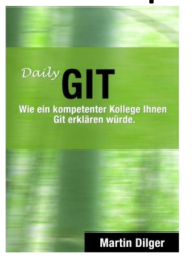 Daily
GIT
Wie ein kompetenter Kollege Ihnen
Git erklären würde.
Martin Dilger